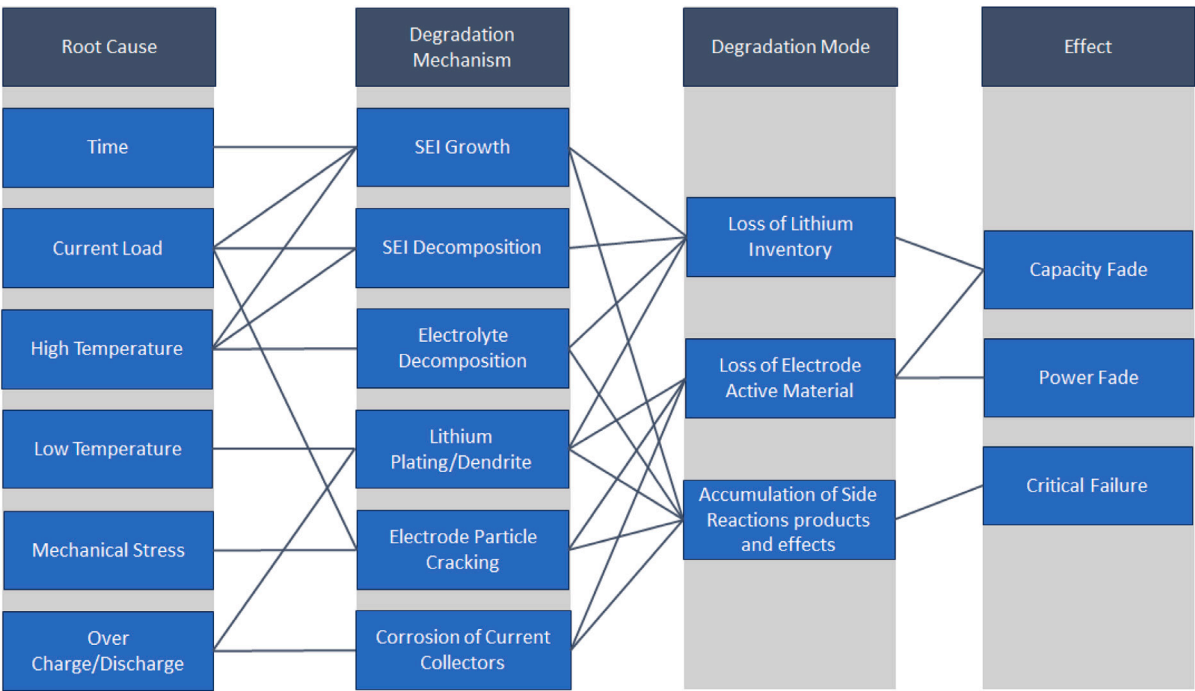 Root Cause
Degradation
Mechanism
Degradation Mode
Effect
Time
SEI Growth
Current Load
SEI Decomposition
High Temperature
Electrolyte
Decomposition
Low Temperature
Lithium
Plating/Dendrite
Mechanical Stress
Electrode Particle
Cracking
Over
Charge/Discharge
Corrosion of Current
Collectors
Loss of Lithium
Inventory
Loss of Electrode
Active Material
Accumulation of Side
Reactions products
and effects
Capacity Fade
Power Fade
Critical Failure